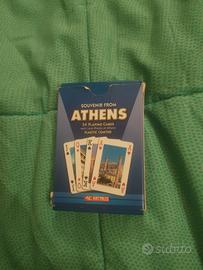 SOUVENIR FROM
ATHENS
54 PLAYING CARDS
PLASTIC COATED
subito